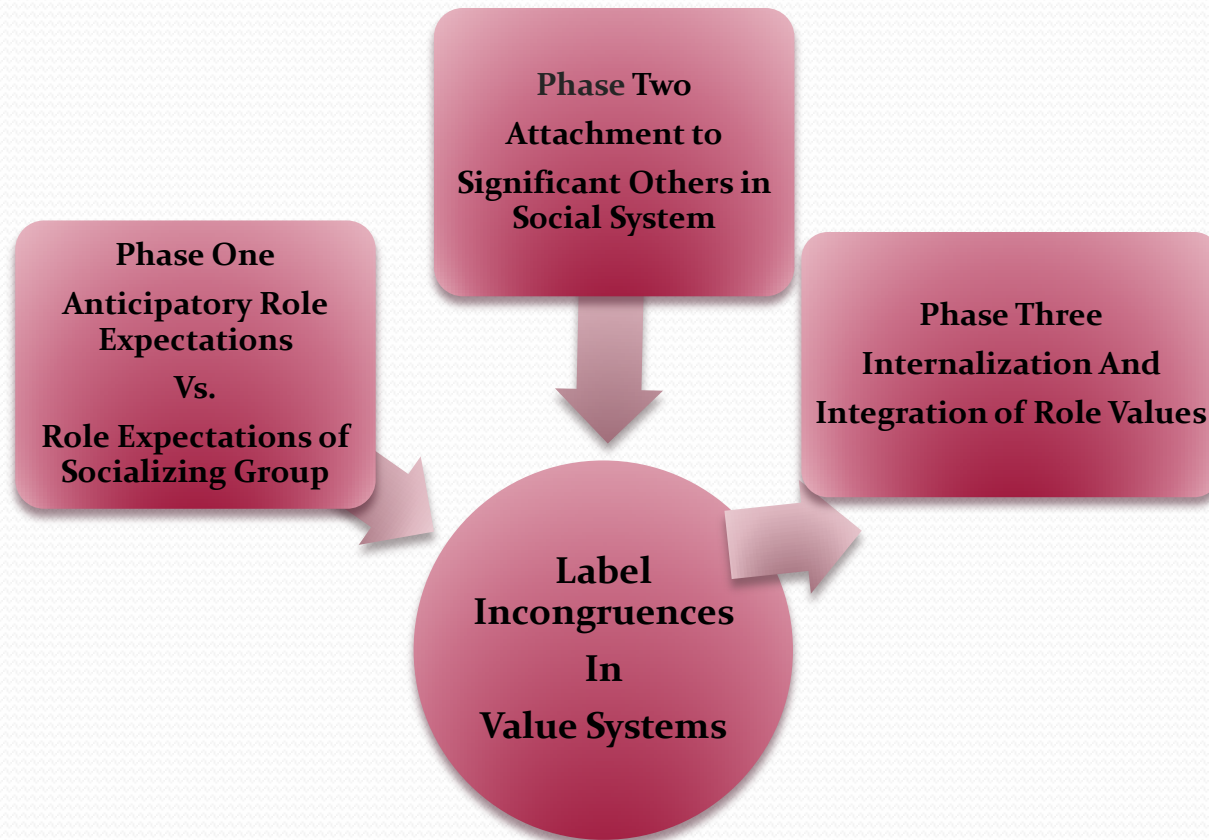 Phase One
Anticipatory Role
Expectations
Vs.
Role Expectations of
Socializing Group
Phase Two
Attachment to
Significant Others in
Social System
Phase Three
Internalization And
Integration of Role Values
Label
Incongruences
In
Value Systems